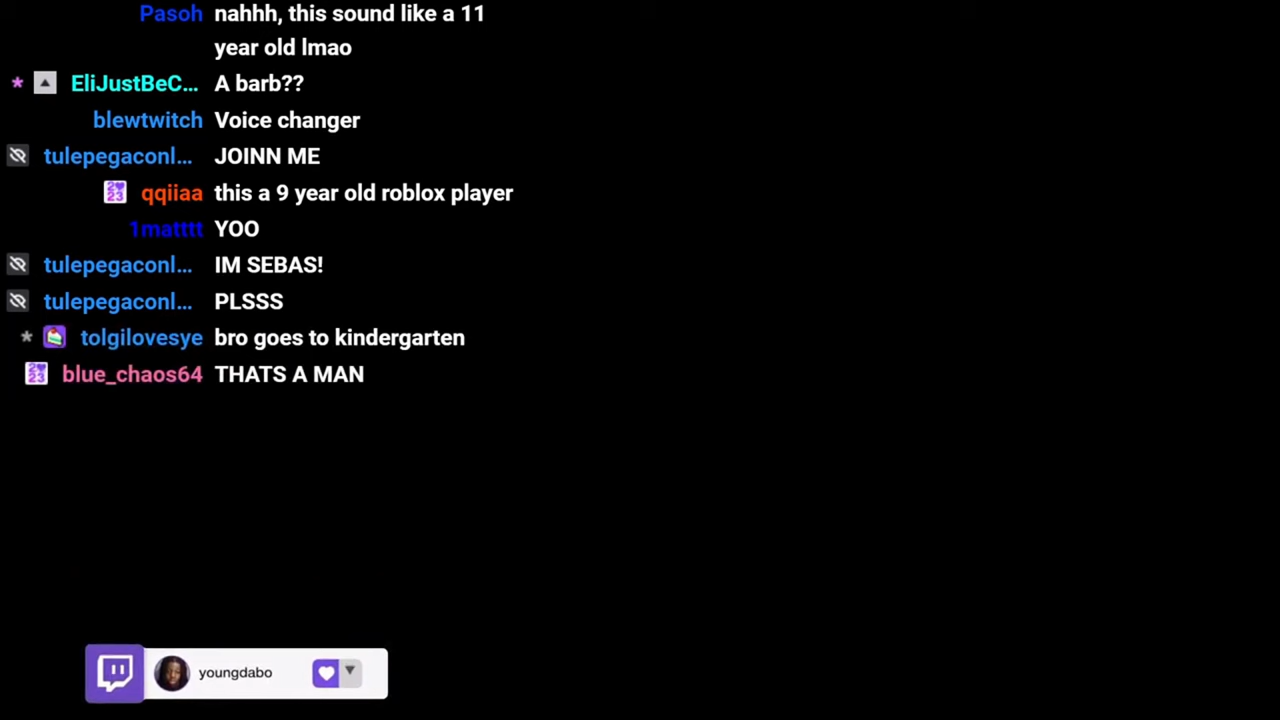 Pasoh nahhh, this sound like a 11
year old lmao
EliJustBeC... A barb??
blewtwitch Voice changer
tulepegaconl... JOINN ME
qqiiaa this a 9 year old roblox player
1matttt YOO
tulepegaconl... IM SEBAS!
tulepegaconl... PLSSS
tolgilovesye bro goes to kindergarten
blue_chaos64 THATS A MAN
youngdabo